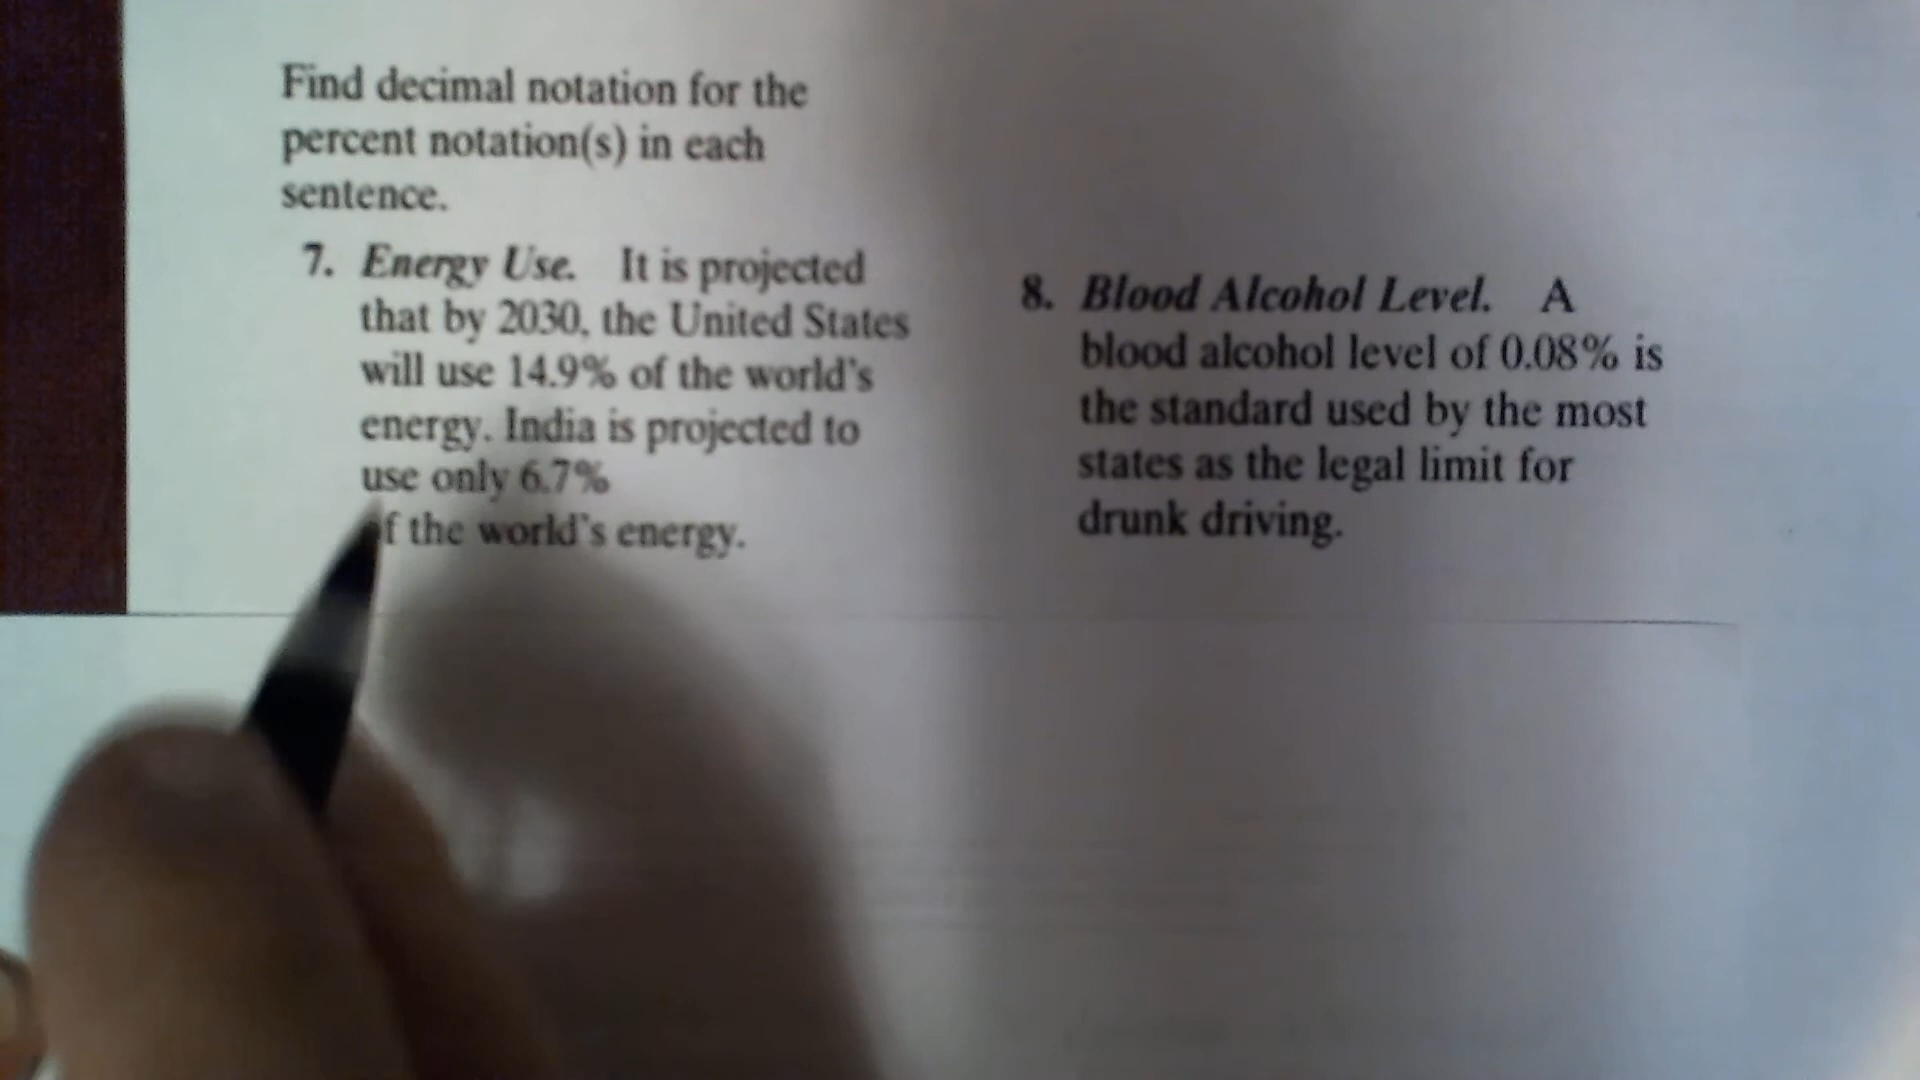 Find decimal notation for the
percent notation(s) in each
sentence.
7. Energy Use. It is projected
that by 2030, the United States
will use 14.9% of the world's
energy. India is projected to
use only 6.7%
of the world's energy.
8. Blood Alcohol Level. A
blood alcohol level of 0.08% is
the standard used by the most
states as the legal limit for
drunk driving.